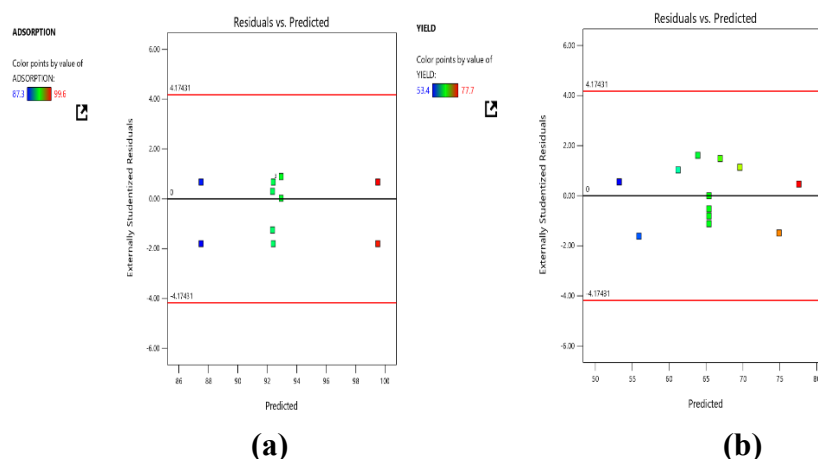 Residuals vs. Predicted
ADSORPTION
Color points by value of
ADSORPTION:
87.3 99.6
6.00
4.00
2.00
0.00
-2.00
-4.00
-6.00
Externally Studentized Residuals
4.17431
0
-4.17431
86 88 90 92 94 96 98 100
Predicted
(a)
Residuals vs. Predicted
YIELD
Color points by value of
YIELD:
53.4 77.7
6.00
4.00
2.00
0.00
-2.00
-4.00
-6.00
Externally Studentized Residuals
4.17431
0
-4.17431
50 55 60 65 70 75 80
Predicted
(b)